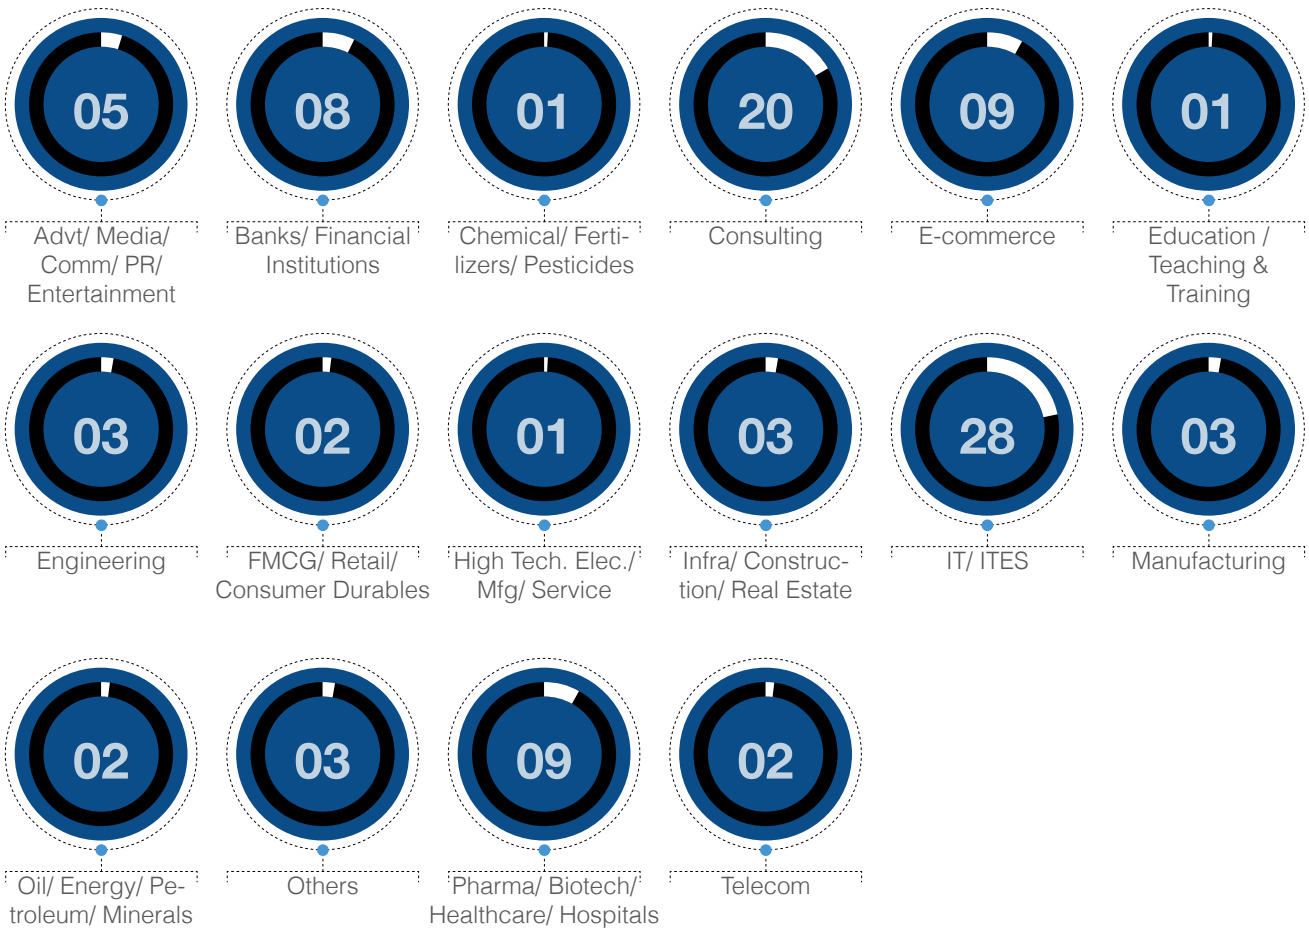 05
08
01
20
09
01
Advt/ Media/
Comm/ PR/
Entertainment
Banks/ Financial
Institutions
Chemical/ Ferti-
lizers/ Pesticides
Consulting
E-commerce
Education /
Teaching &
Training
03
02
01
03
28
03
Engineering
FMCG/ Retail/
Consumer Durables
High Tech. Elec./
Mfg/ Service
Infra/ Construc-
tion/ Real Estate
IT/ ITES
Manufacturing
02
03
09
02
Oil/ Energy/ Pe-
troleum/ Minerals
Others
Pharma/ Biotech/
Healthcare/ Hospitals
Telecom